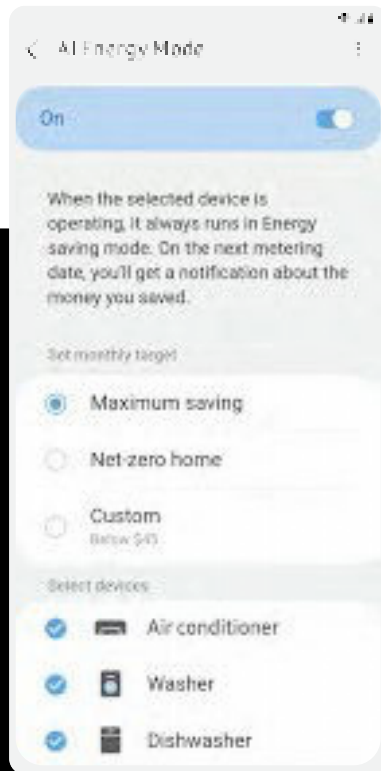 AI Energy Mode
On
When the selected device is
operating, it always runs in Energy
saving mode. On the next metering
date, you'll get a notification about the
money you saved.
Set monthly target
Maximum saving
Net-zero home
Custom
Below $45
Select devices
Air conditioner
Washer
Dishwasher